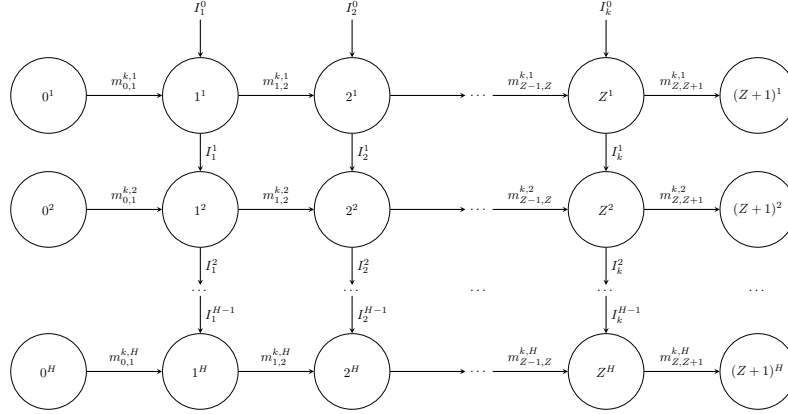 I_1^0 I_2^0 I_k^0
m_{0,1}^{k,1} m_{1,2}^{k,1} m_{Z-1,Z}^{k,1} m_{Z,Z+1}^{k,1}
0^1 1^1 2^1 ... Z^1 (Z+1)^1
I_1^1 I_2^1 I_k^1
m_{0,1}^{k,2} m_{1,2}^{k,2} m_{Z-1,Z}^{k,2} m_{Z,Z+1}^{k,2}
0^2 1^2 2^2 ... Z^2 (Z+1)^2
I_1^2 I_2^2 I_k^2
... ... ... ... ...
I_1^{H-1} I_2^{H-1} I_k^{H-1}
m_{0,1}^{k,H} m_{1,2}^{k,H} m_{Z-1,Z}^{k,H} m_{Z,Z+1}^{k,H}
0^H 1^H 2^H ... Z^H (Z+1)^H